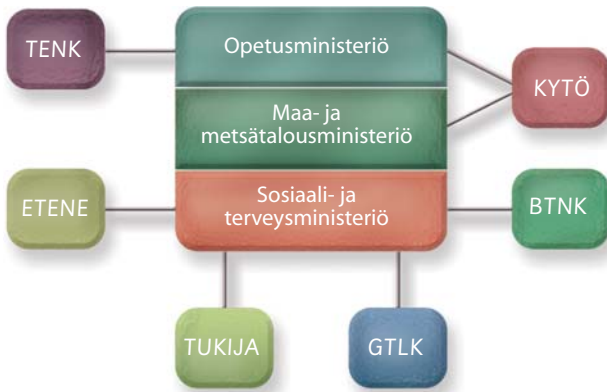 TENK
Opetusministeriö
KYTÖ
Maa- ja
metsätalousministeriö
ETENE
Sosiaali- ja
terveysministeriö
BTNK
TUKIJA
GTLK